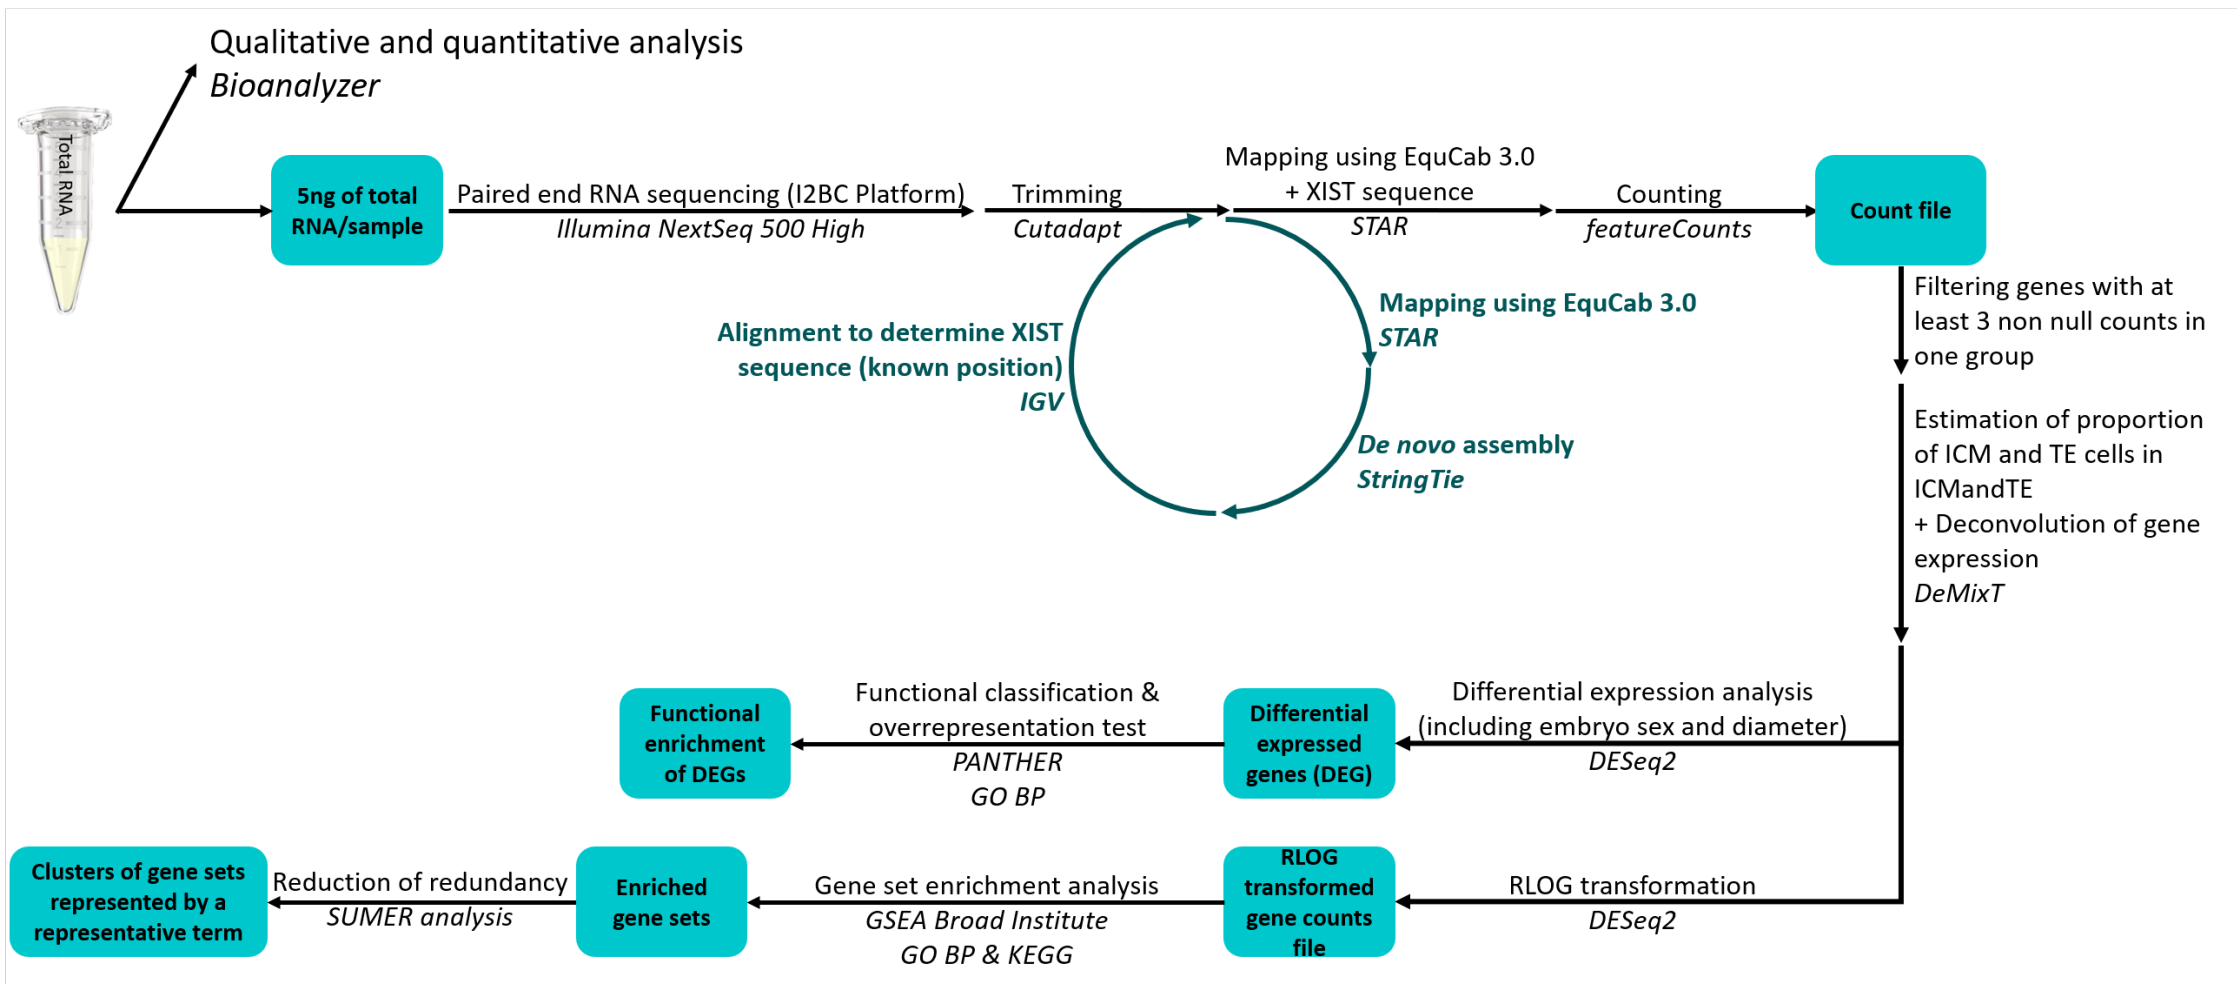 Qualitative and quantitative analysis
Bioanalyzer
Total RNA
5ng of total
RNA/sample
Paired end RNA sequencing (I2BC Platform)
Illumina NextSeq 500 High
Trimming
Cutadapt
Mapping using EquCab 3.0
+ XIST sequence
STAR
Counting
featureCounts
Count file
Mapping using EquCab 3.0
STAR
De novo assembly
StringTie
Alignment to determine XIST
sequence (known position)
IGV
Filtering genes with at
least 3 non null counts in
one group
Estimation of proportion
of ICM and TE cells in
ICMandTE
+ Deconvolution of gene
expression
DeMixT
Differential expression analysis
(including embryo sex and diameter)
DESeq2
Differential
expressed
genes (DEG)
Functional classification &
overrepresentation test
PANTHER
GO BP
Functional
enrichment
of DEGs
RLOG transformation
DESeq2
RLOG
transformed
gene counts
file
Gene set enrichment analysis
GSEA Broad Institute
GO BP & KEGG
Enriched
gene sets
Reduction of redundancy
SUMER analysis
Clusters of gene sets
represented by a
representative term